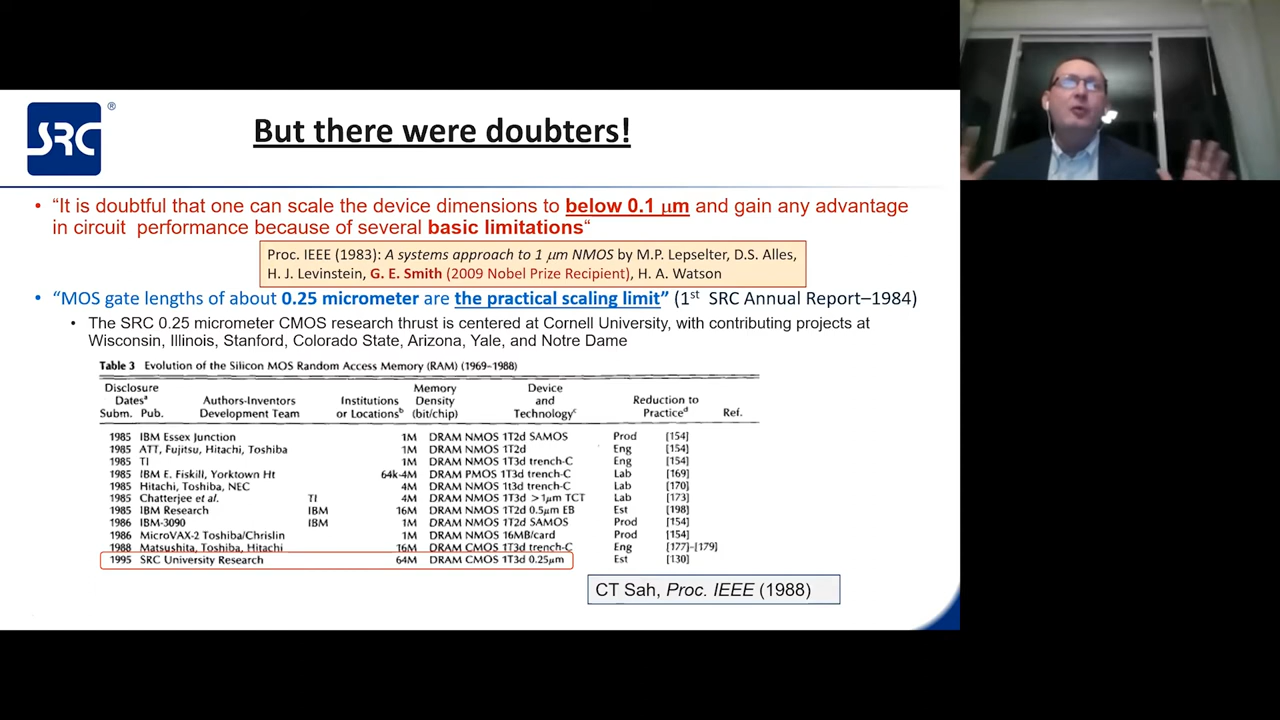 SRC ®
But there were doubters!
• “It is doubtful that one can scale the device dimensions to below 0.1 μm and gain any advantage
in circuit performance because of several basic limitations“
Proc. IEEE (1983): A systems approach to 1 μm NMOS by M.P. Lepselter, D.S. Alles,
H. J. Levinstein, G. E. Smith (2009 Nobel Prize Recipient), H. A. Watson
• “MOS gate lengths of about 0.25 micrometer are the practical scaling limit” (1st SRC Annual Report–1984)
• The SRC 0.25 micrometer CMOS research thrust is centered at Cornell University, with contributing projects at
Wisconsin, Illinois, Stanford, Colorado State, Arizona, Yale, and Notre Dame
Table 3 Evolution of the Silicon MOS Random Access Memory (RAM) (1969–1988)
Disclosure Memory Device
Datesa Authors-Inventors Institutions Density and Reduction to
Subm. Pub. Development Team or Locationsb (bit/chip) Technologyc Practiced Ref.
1985 IBM Essex Junction 1M DRAM NMOS 1T2d SAMOS Prod [154]
1985 ATT, Fujitsu, Hitachi, Toshiba 1M DRAM NMOS 1T2d Eng [154]
1985 TI 1M DRAM NMOS 1T3d trench-C Eng [154]
1985 IBM E. Fiskill, Yorktown Ht 64k-4M DRAM PMOS 1T3d trench-C Lab [169]
1985 Hitachi, Toshiba, NEC 4M DRAM NMOS 1t3d trench-C Lab [170]
1985 Chatterjee et al. TI 4M DRAM NMOS 1T3d >1μm TCT Lab [173]
1985 IBM Research IBM 16M DRAM NMOS 1T2d 0.5μm EB Est [198]
1986 IBM-3090 IBM 1M DRAM NMOS 1T2d SAMOS Prod [154]
1986 MicroVAX-2 Toshiba/Chrislin 1M DRAM NMOS 16MB/card Prod [154]
1988 Matsushita, Toshiba, Hitachi 16M DRAM CMOS 1T3d trench-C Eng [177]–[179]
1995 SRC University Research 64M DRAM CMOS 1T3d 0.25μm Est [130]
CT Sah, Proc. IEEE (1988)